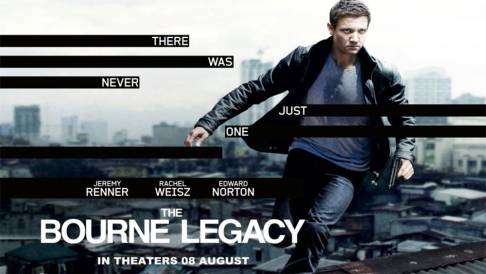 THERE
WAS
NEVER
JUST
ONE
JEREMY RENNER
RACHEL WEISZ
EDWARD NORTON
THE
BOURNE LEGACY
IN THEATERS 08 AUGUST